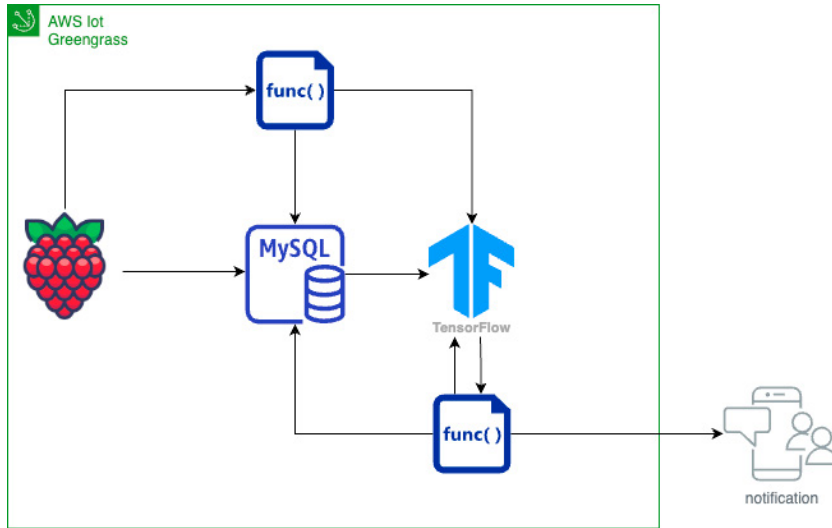 AWS Iot
Greengrass
func( )
MySQL
TensorFlow
func( )
notification